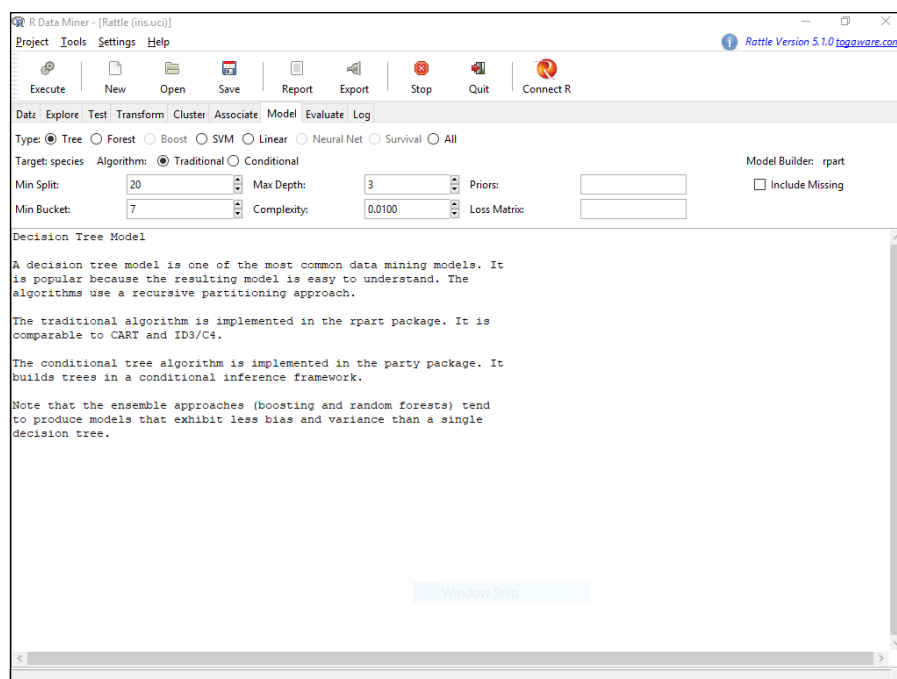 R Data Miner - [Rattle (iris.uci)]
Project Tools Settings Help
Rattle Version 5.1.0 togaware.com
Execute New Open Save Report Export Stop Quit Connect R
Data Explore Test Transform Cluster Associate Model Evaluate Log
Type: Tree Forest Boost SVM Linear Neural Net Survival All
Target: species Algorithm: Traditional Conditional Model Builder: rpart
Min Split: 20 Max Depth: 3 Priors: Include Missing
Min Bucket: 7 Complexity: 0.0100 Loss Matrix:
Decision Tree Model
A decision tree model is one of the most common data mining models. It
is popular because the resulting model is easy to understand. The
algorithms use a recursive partitioning approach.
The traditional algorithm is implemented in the rpart package. It is
comparable to CART and ID3/C4.
The conditional tree algorithm is implemented in the party package. It
builds trees in a conditional inference framework.
Note that the ensemble approaches (boosting and random forests) tend
to produce models that exhibit less bias and variance than a single
decision tree.
Window Snip